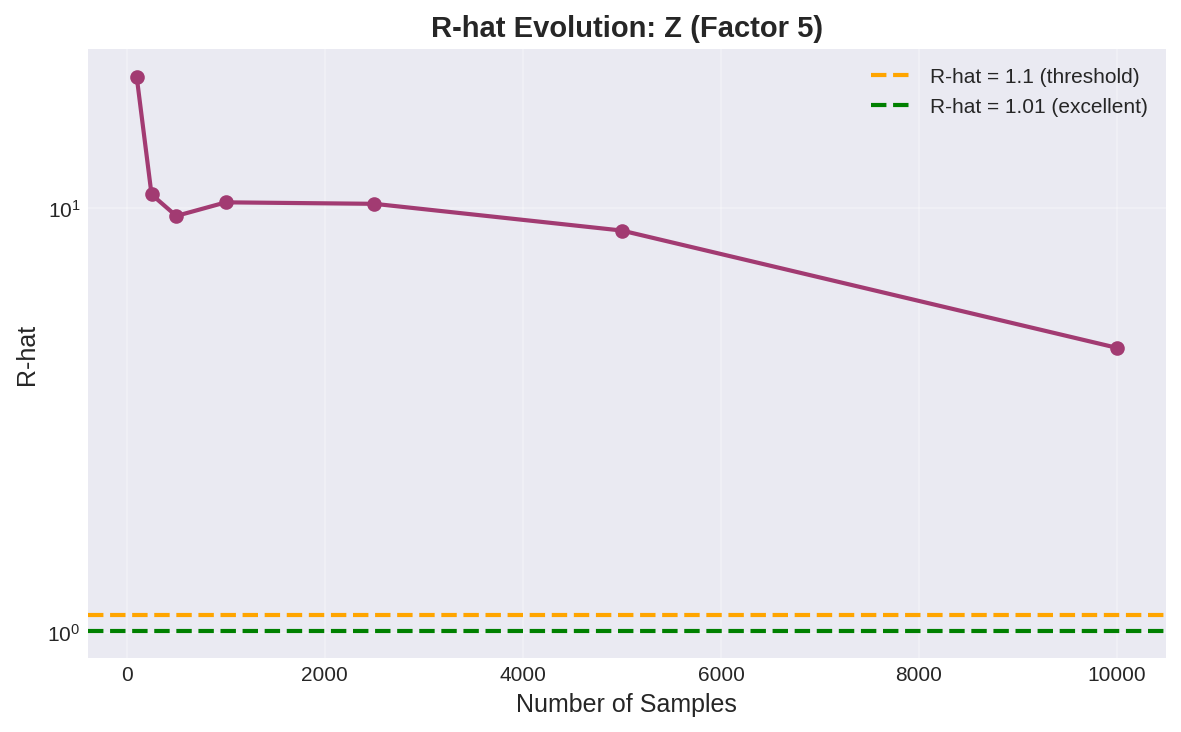 R-hat Evolution: Z (Factor 5)
R-hat = 1.1 (threshold)
R-hat = 1.01 (excellent)
10¹
R-hat
10⁰
0 2000 4000 6000 8000 10000
Number of Samples